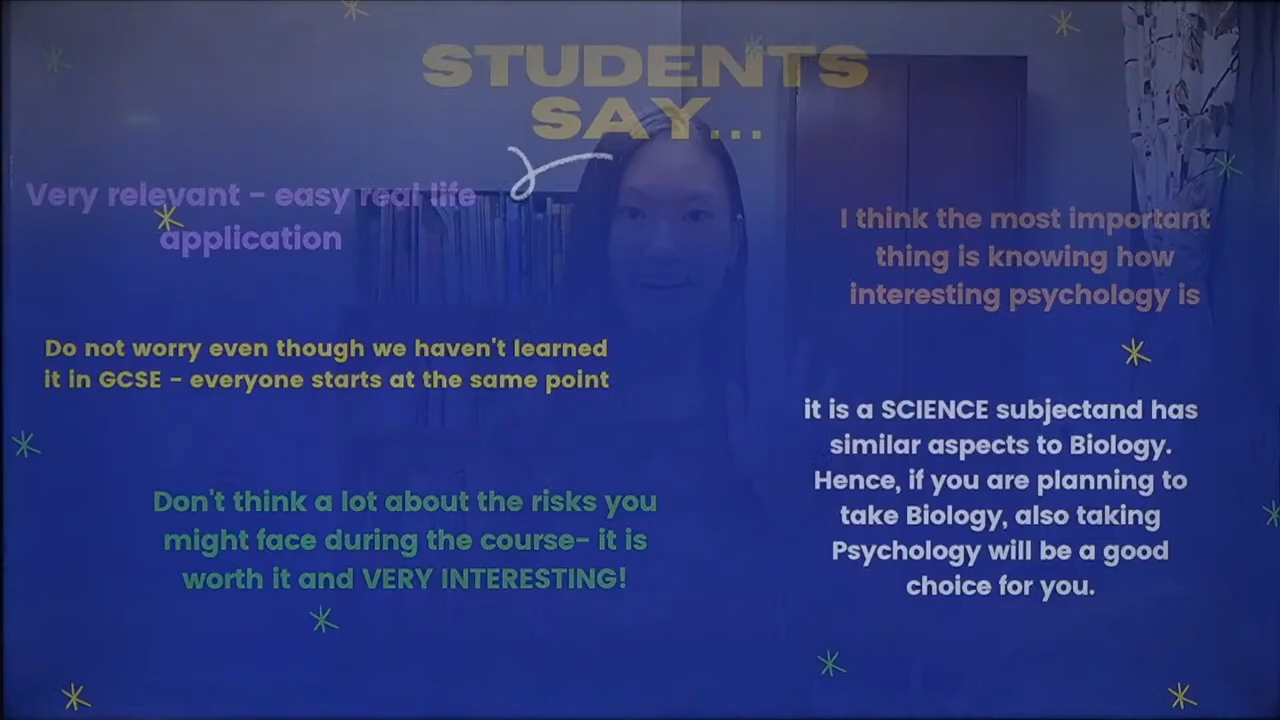 STUDENTS
SAY...
Very relevant - easy real life
application
I think the most important
thing is knowing how
interesting psychology is
Do not worry even though we haven't learned
it in GCSE - everyone starts at the same point
it is a SCIENCE subjectand has
similar aspects to Biology.
Hence, if you are planning to
take Biology, also taking
Psychology will be a good
choice for you.
Don't think a lot about the risks you
might face during the course- it is
worth it and VERY INTERESTING!